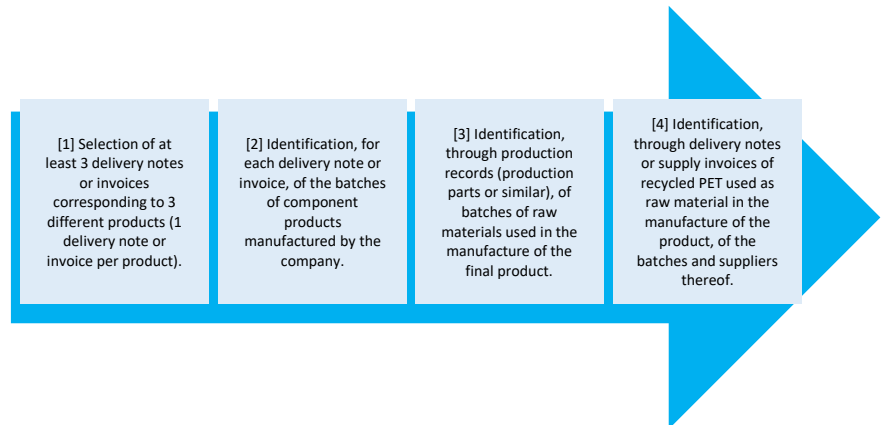 [1] Selection of at
least 3 delivery notes
or invoices
corresponding to 3
different products (1
delivery note or
invoice per product).
[2] Identification, for
each delivery note or
invoice, of the batches
of component
products
manufactured by the
company.
[3] Identification,
through production
records (production
parts or similar), of
batches of raw
materials used in the
manufacture of the
final product.
[4] Identification,
through delivery notes
or supply invoices of
recycled PET used as
raw material in the
manufacture of the
product, of the
batches and suppliers
thereof.